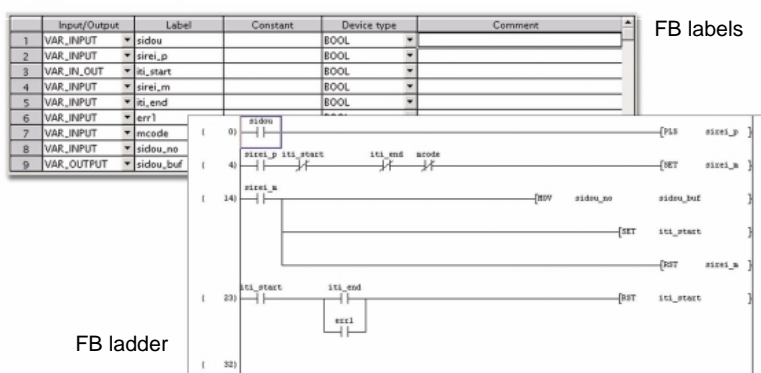 Input/Output Label Constant Device type Comment
FB labels
1 VAR_INPUT sidou BOOL
2 VAR_INPUT sirei_p BOOL
3 VAR_IN_OUT iti_start BOOL
4 VAR_INPUT sirei_m BOOL
5 VAR_INPUT iti_end BOOL
6 VAR_INPUT err1
7 VAR_INPUT mcode
8 VAR_INPUT sidou_no
9 VAR_OUTPUT sidou_buf
sidou
( 0) [PLS sirei_p ]
sirei_p iti_start iti_end mcode
( 4) [SET sirei_m ]
sirei_m
( 14) [MOV sidou_no sidou_buf ]
[SET iti_start ]
[RST sirei_m ]
iti_start iti_end
( 23) [RST iti_start ]
err1
FB ladder
( 32)